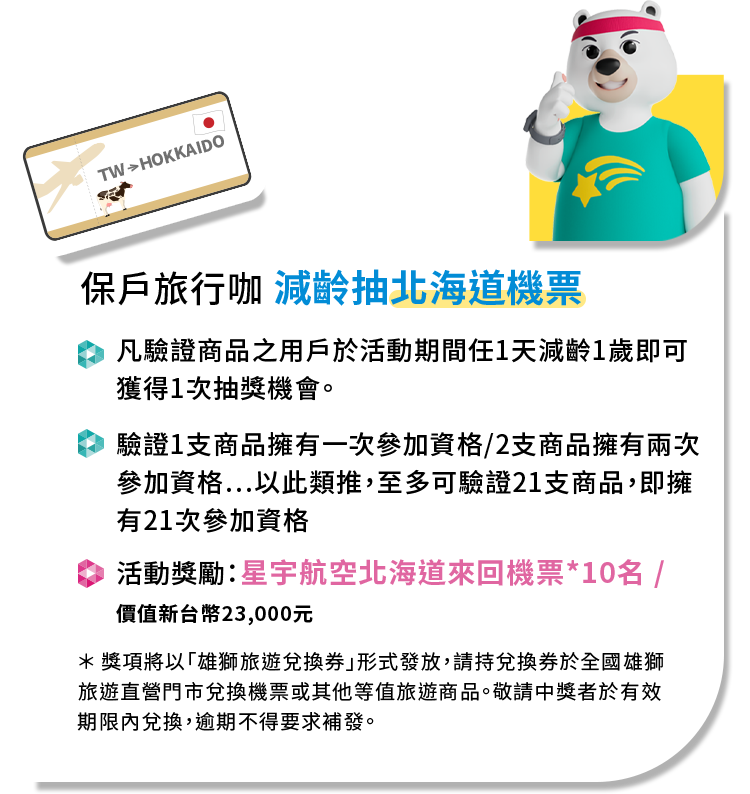 TW→HOKKAIDO
保戶旅行咖 減齡抽北海道機票
凡驗證商品之用戶於活動期間任1天減齡1歲即可
獲得1次抽獎機會。
驗證1支商品擁有一次參加資格/2支商品擁有兩次
參加資格...以此類推,至多可驗證21支商品,即擁
有21次參加資格
活動獎勵:星宇航空北海道來回機票*10名 /
價值新台幣23,000元
＊ 獎項將以「雄獅旅遊兌換券」形式發放,請持兌換券於全國雄獅
旅遊直營門市兌換機票或其他等值旅遊商品。敬請中獎者於有效
期限內兌換,逾期不得要求補發。